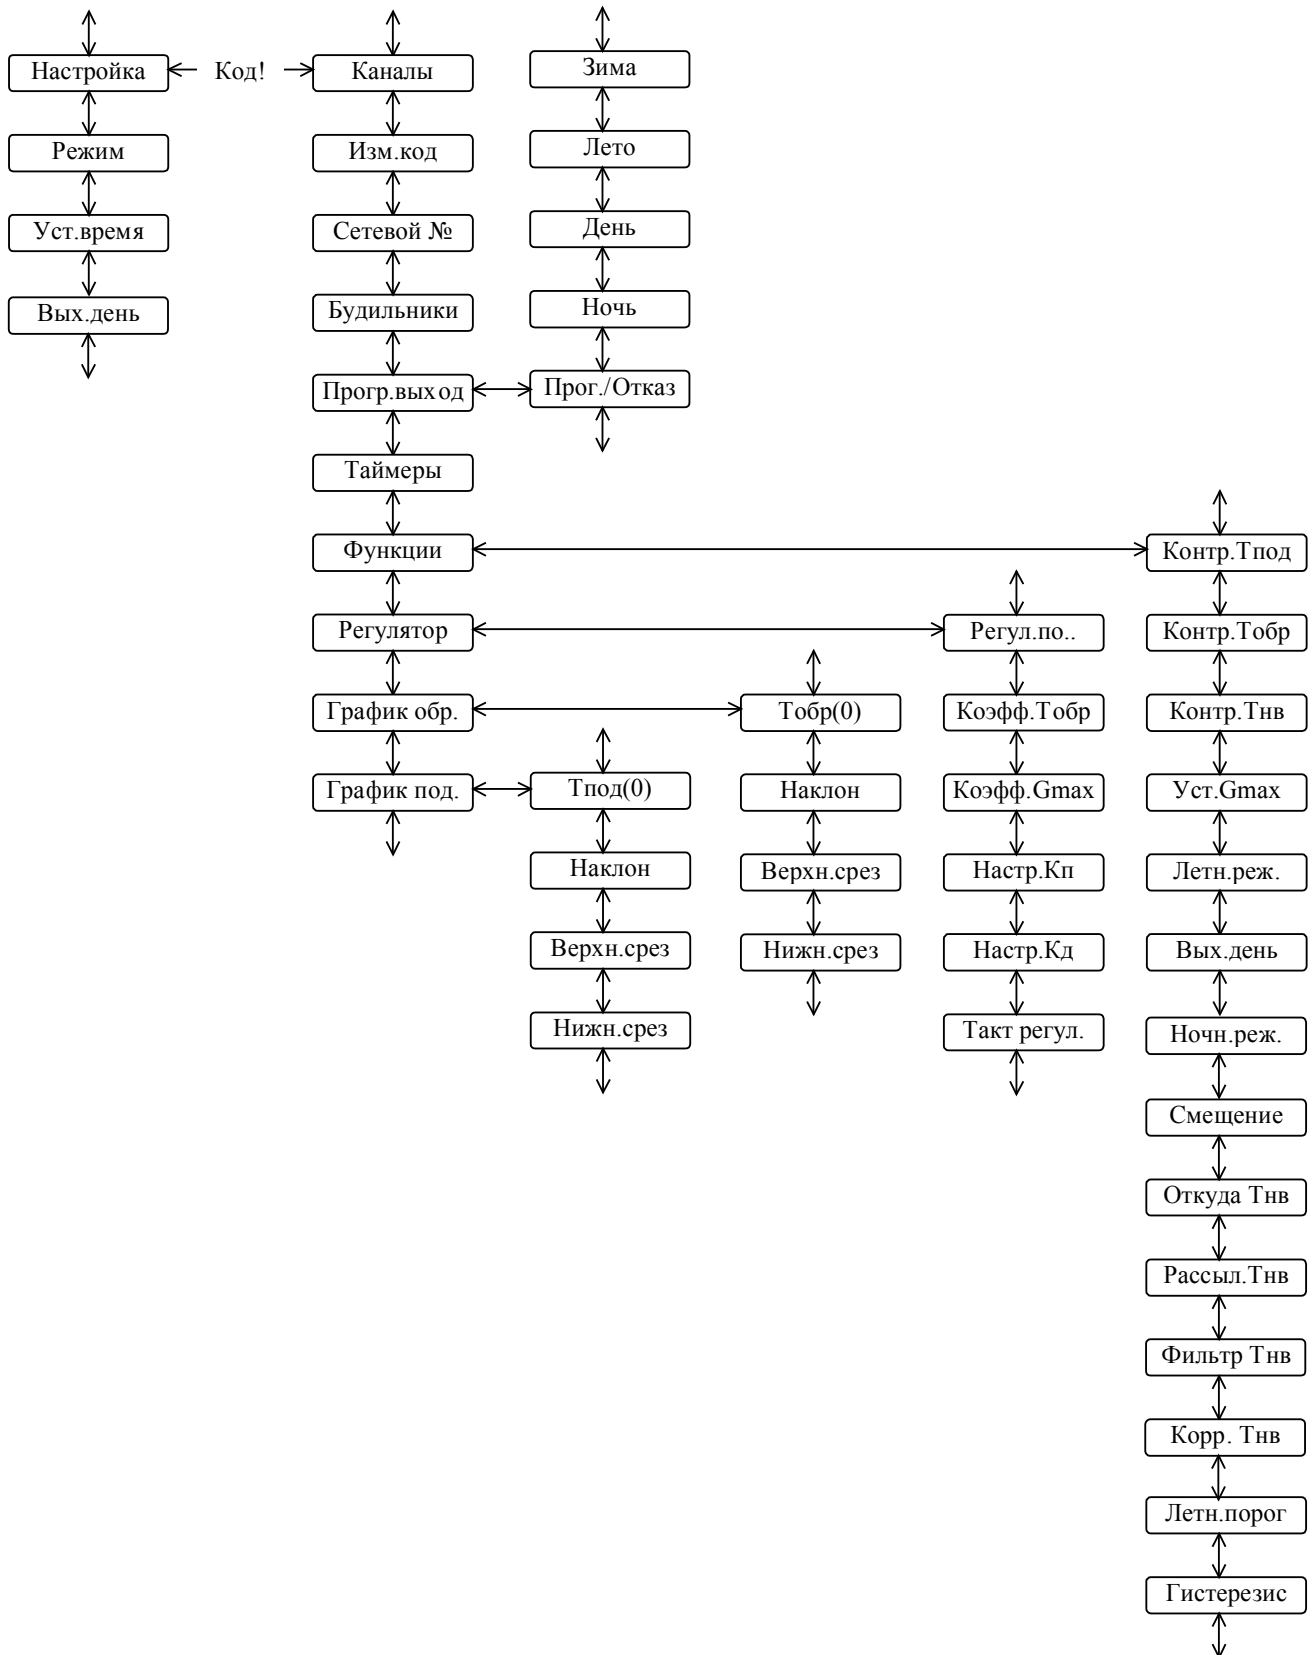 Настройка
Код!
Каналы
Зима
Режим
Изм.код
Лето
Уст.время
Сетевой №
День
Вых.день
Будильники
Ночь
Прогр.выход
Прог./Отказ
Таймеры
Функции
Контр.Тпод
Регулятор
Регул.по..
Контр.Тобр
График обр.
Тобр(0)
Коэфф.Тобр
Контр.Тнв
График под.
Тпод(0)
Наклон
Коэфф.Gmax
Уст.Gmax
Наклон
Верхн.срез
Настр.Кп
Летн.реж.
Верхн.срез
Нижн.срез
Настр.Кд
Вых.день
Нижн.срез
Такт регул.
Ночн.реж.
Смещение
Откуда Тнв
Рассыл.Тнв
Фильтр Тнв
Корр. Тнв
Летн.порог
Гистерезис